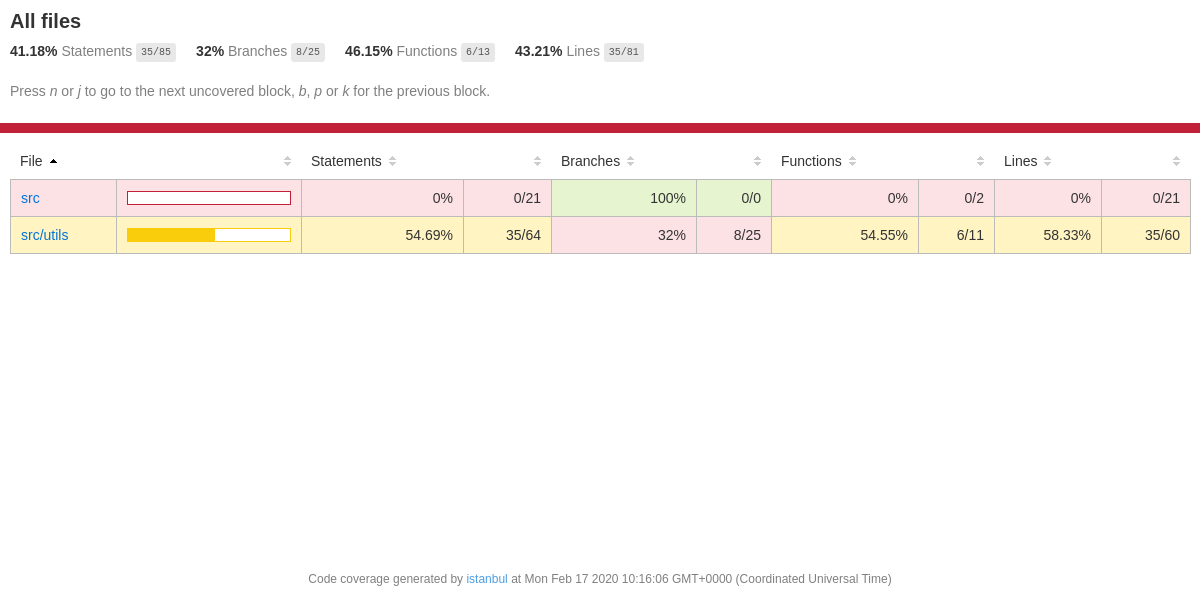 All files
41.18% Statements 35/85 32% Branches 8/25 46.15% Functions 6/13 43.21% Lines 35/81
Press n or j to go to the next uncovered block, b, p or k for the previous block.
File Statements Branches Functions Lines
src 0% 0/21 100% 0/0 0% 0/2 0% 0/21
src/utils 54.69% 35/64 32% 8/25 54.55% 6/11 58.33% 35/60
Code coverage generated by istanbul at Mon Feb 17 2020 10:16:06 GMT+0000 (Coordinated Universal Time)